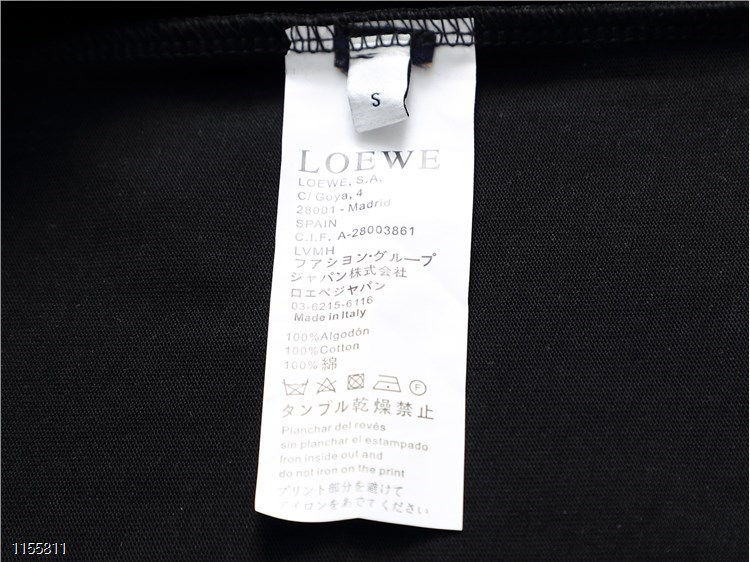 S
LOEWE
LOEWE, S.A.
C/ Goya, 4
28001 - Madrid
SPAIN
C.I.F. A-28003861
LVMH
ファション・グループ
ジャパン株式会社
ロエベジャパン
03-6215-6116
Made in Italy
100%Algodón
100%Cotton
100%綿
F
タンブル乾燥禁止
Planchar del revés
sin planchar el estampado
Iron inside out and
do not iron on the print
プリント部分を避けて
アイロンをあてすください
1155811